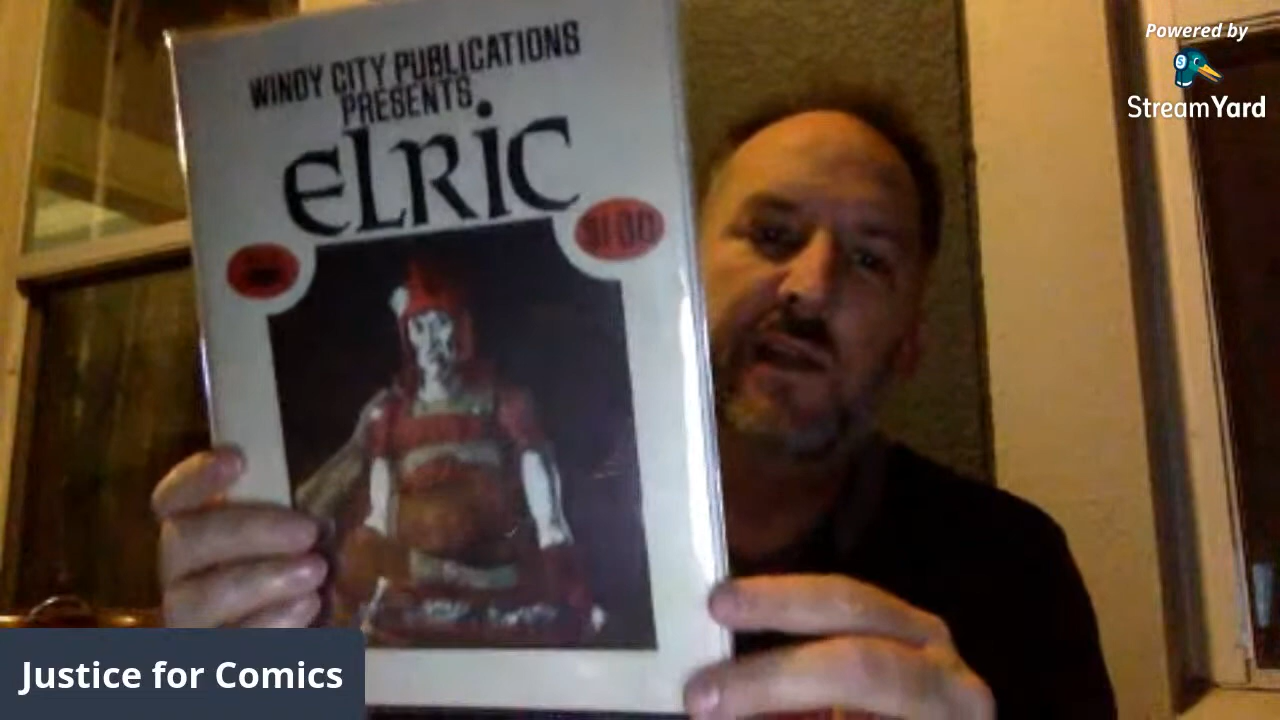 WINDY CITY PUBLICATIONS
PRESENTS
ELRIC
$1.00
Powered by
StreamYard
Justice for Comics